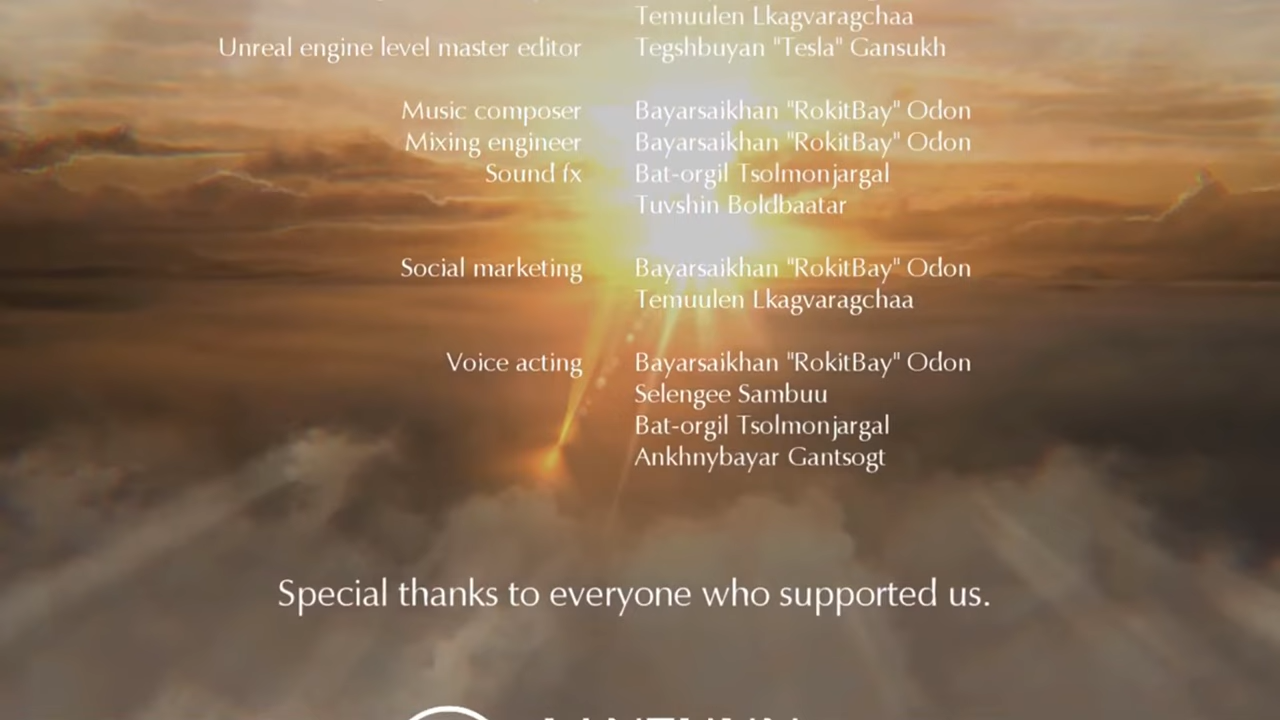 Temuulen Lkagvaragchaa
Unreal engine level master editor Tegshbuyan "Tesla" Gansukh
Music composer Bayarsaikhan "RokitBay" Odon
Mixing engineer Bayarsaikhan "RokitBay" Odon
Sound fx Bat-orgil Tsolmonjargal
Tuvshin Boldbaatar
Social marketing Bayarsaikhan "RokitBay" Odon
Temuulen Lkagvaragchaa
Voice acting Bayarsaikhan "RokitBay" Odon
Selengee Sambuu
Bat-orgil Tsolmonjargal
Ankhnybayar Gantsogt
Special thanks to everyone who supported us.